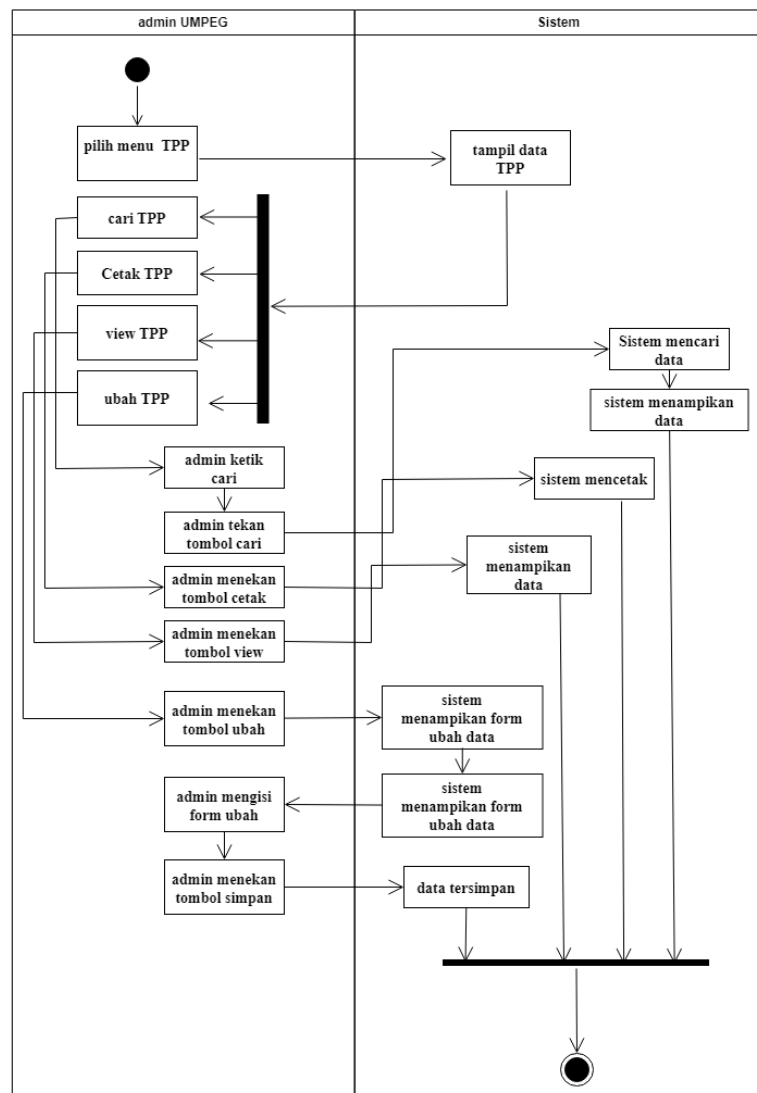 admin UMPEG
Sistem
pilih menu TPP
tampil data
TPP
cari TPP
Cetak TPP
view TPP
ubah TPP
Sistem mencari
data
sistem menampikan
data
admin ketik
cari
sistem mencetak
admin tekan
tombol cari
sistem
menampikan
data
admin menekan
tombol cetak
admin menekan
tombol view
admin menekan
tombol ubah
sistem
menampikan form
ubah data
admin mengisi
form ubah
sistem
menampikan form
ubah data
admin menekan
tombol simpan
data tersimpan